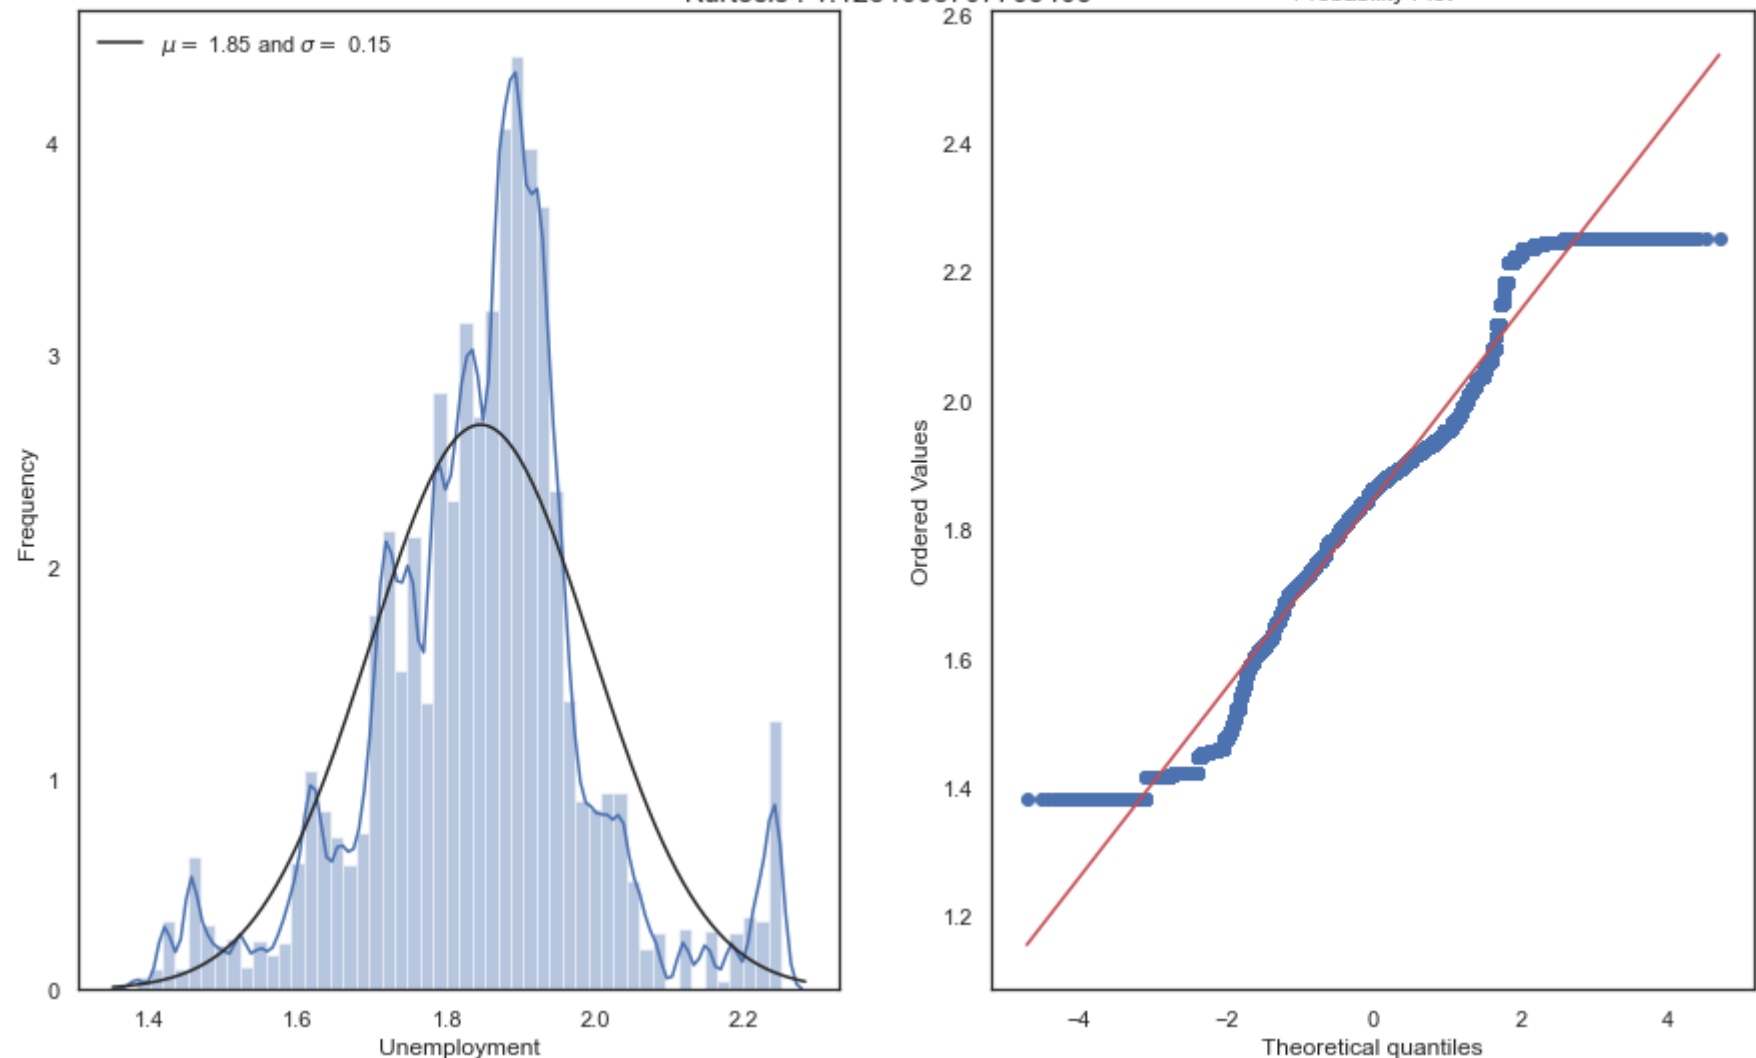 μ = 1.85 and σ = 0.15
4
3
2
1
0
Frequency
1.4 1.6 1.8 2.0 2.2
Unemployment
2.6
2.4
2.2
2.0
1.8
1.6
1.4
1.2
Ordered Values
−4 −2 0 2 4
Theoretical quantiles